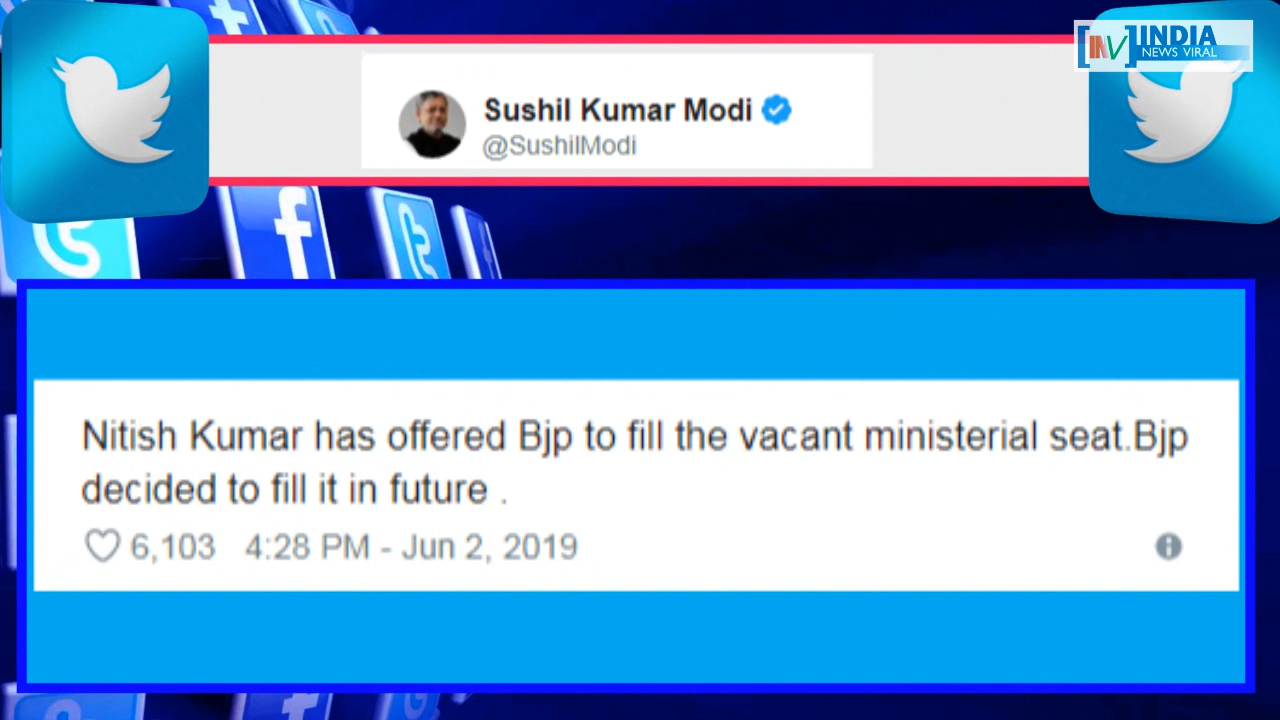 INDIA
[INV] NEWS VIRAL
Sushil Kumar Modi
@SushilModi
Nitish Kumar has offered Bjp to fill the vacant ministerial seat.Bjp
decided to fill it in future .
6,103 4:28 PM - Jun 2, 2019